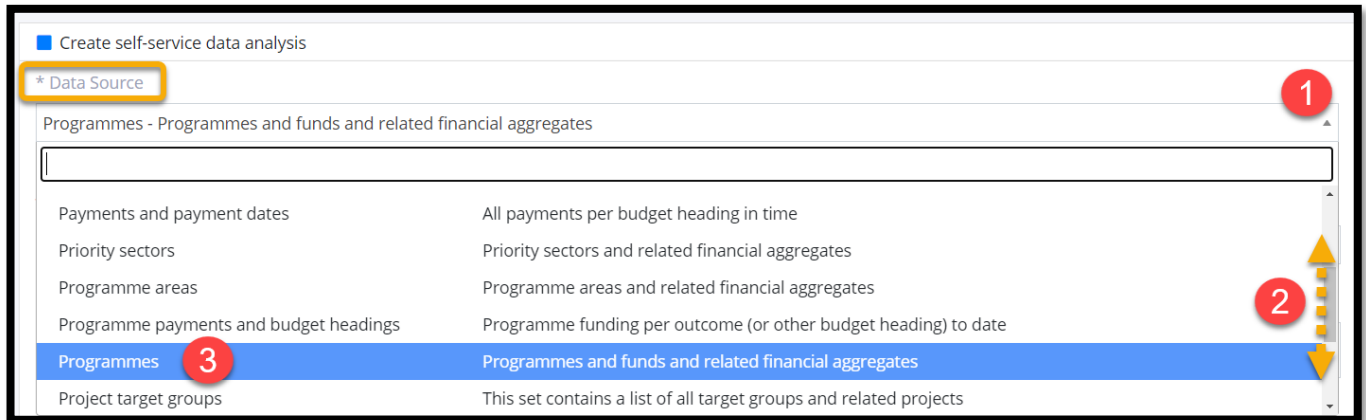 Create self-service data analysis
* Data Source
1
Programmes - Programmes and funds and related financial aggregates
Payments and payment dates All payments per budget heading in time
Priority sectors Priority sectors and related financial aggregates
Programme areas Programme areas and related financial aggregates
2
Programme payments and budget headings Programme funding per outcome (or other budget heading) to date
Programmes 3 Programmes and funds and related financial aggregates
Project target groups This set contains a list of all target groups and related projects